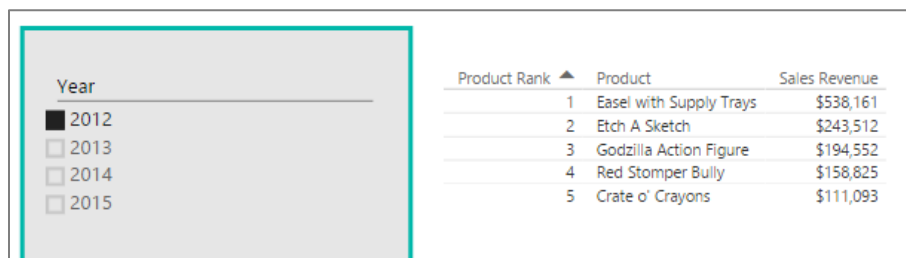 Year
2012
2013
2014
2015
Product Rank Product Sales Revenue
1 Easel with Supply Trays $538,161
2 Etch A Sketch $243,512
3 Godzilla Action Figure $194,552
4 Red Stomper Bully $158,825
5 Crate o' Crayons $111,093